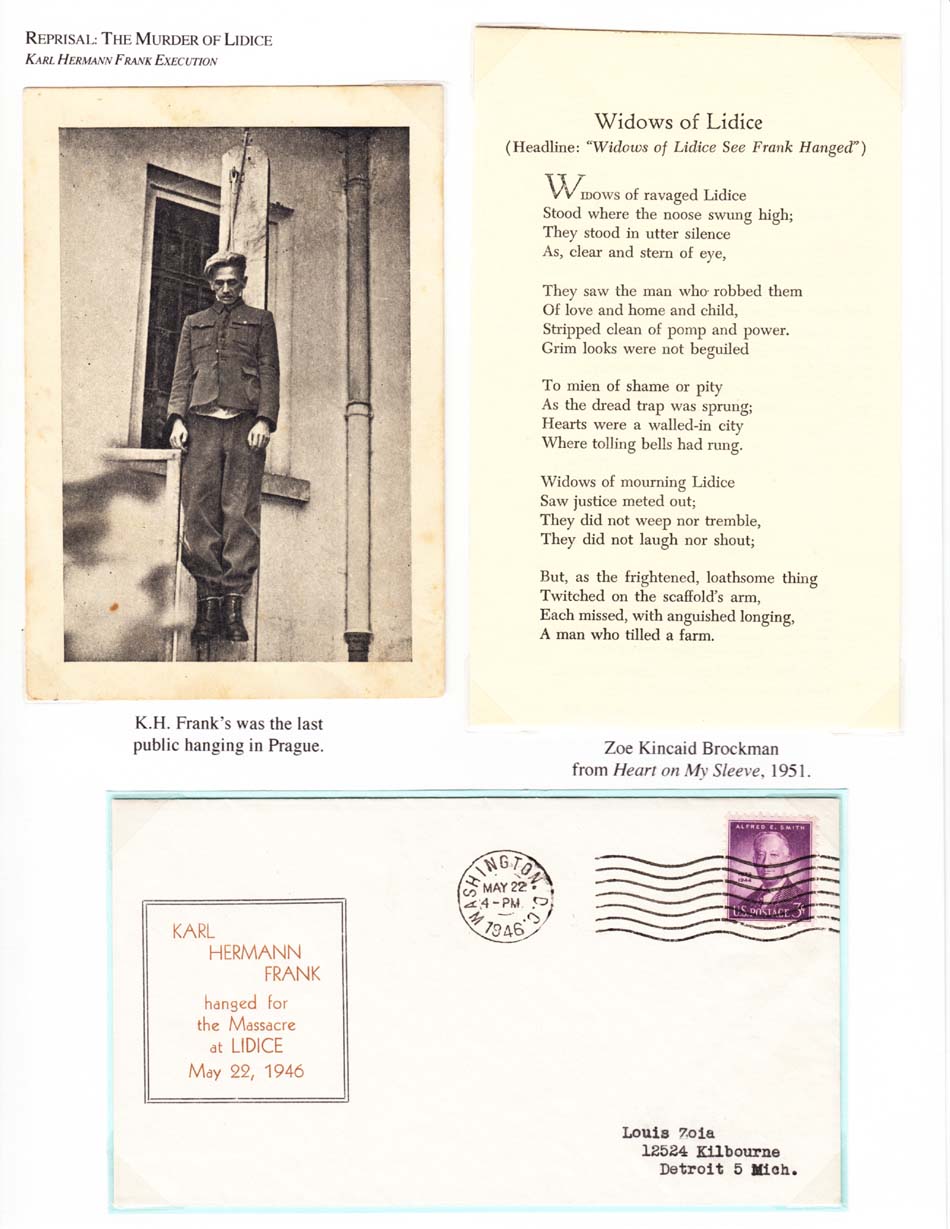 REPRISAL: THE MURDER OF LIDICE
KARL HERMANN FRANK EXECUTION
Widows of Lidice
(Headline: “Widows of Lidice See Frank Hanged”)
WIDOWS of ravaged Lidice
Stood where the noose swung high;
They stood in utter silence
As, clear and stern of eye,
They saw the man who robbed them
Of love and home and child,
Stripped clean of pomp and power.
Grim looks were not beguiled
To mien of shame or pity
As the dread trap was sprung;
Hearts were a walled-in city
Where tolling bells had rung.
Widows of mourning Lidice
Saw justice meted out;
They did not weep nor tremble,
They did not laugh nor shout;
But, as the frightened, loathsome thing
Twitched on the scaffold’s arm,
Each missed, with anguished longing,
A man who tilled a farm.
K.H. Frank’s was the last
public hanging in Prague.
Zoe Kincaid Brockman
from Heart on My Sleeve, 1951.
WASHINGTON, D.C.
MAY 22
4-PM
1946
ALFRED E. SMITH
1944
U.S. POSTAGE 3¢
KARL
HERMANN
FRANK
hanged for
the Massacre
at LIDICE
May 22, 1946
Louis Zoia
12524 Kilbourne
Detroit 5 Mich.